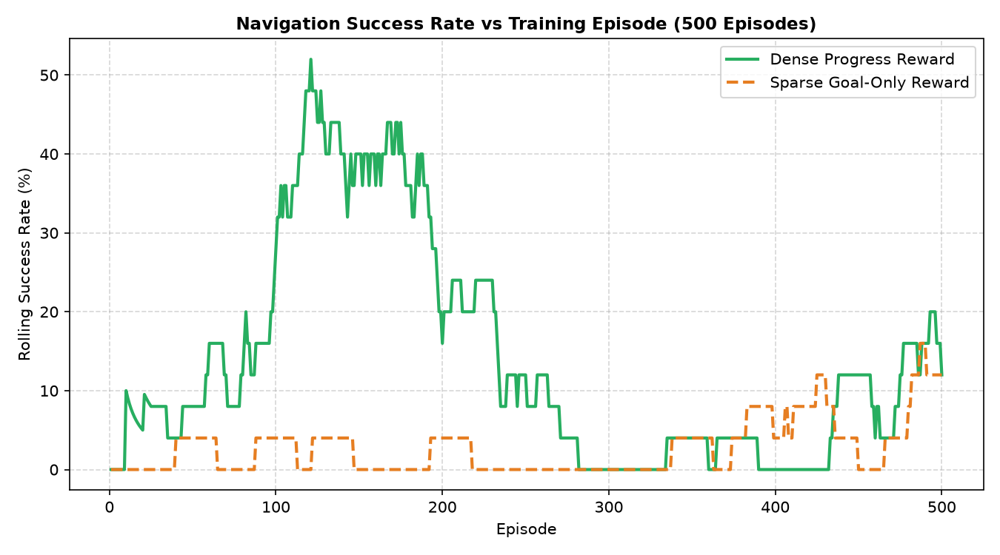 Navigation Success Rate vs Training Episode (500 Episodes)
Dense Progress Reward
Sparse Goal-Only Reward
Rolling Success Rate (%)
50
40
30
20
10
0
0 100 200 300 400 500
Episode